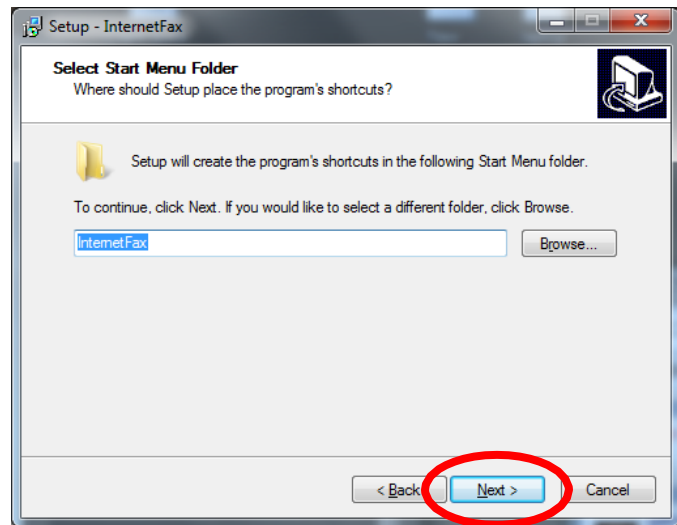 Setup - InternetFax
Select Start Menu Folder
Where should Setup place the program's shortcuts?
Setup will create the program's shortcuts in the following Start Menu folder.
To continue, click Next. If you would like to select a different folder, click Browse.
InternetFax
Browse...
< Back
Next >
Cancel